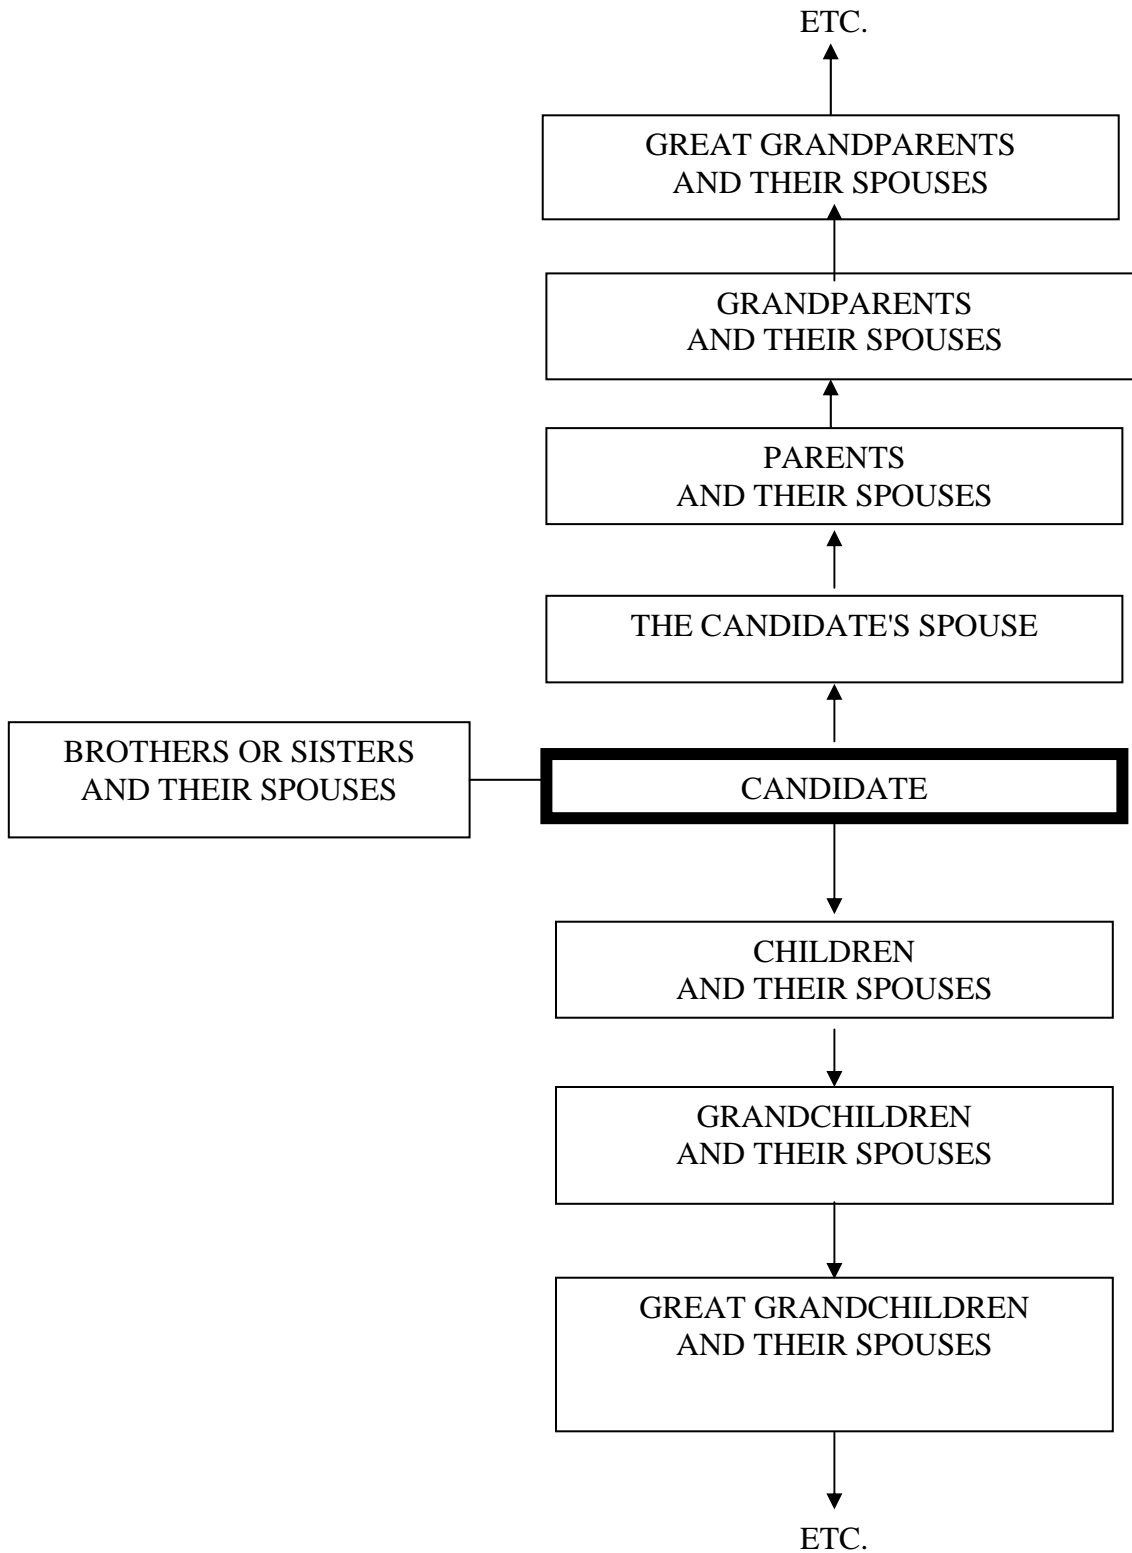 ETC.
GREAT GRANDPARENTS
AND THEIR SPOUSES
GRANDPARENTS
AND THEIR SPOUSES
PARENTS
AND THEIR SPOUSES
THE CANDIDATE'S SPOUSE
BROTHERS OR SISTERS
AND THEIR SPOUSES
CANDIDATE
CHILDREN
AND THEIR SPOUSES
GRANDCHILDREN
AND THEIR SPOUSES
GREAT GRANDCHILDREN
AND THEIR SPOUSES
ETC.